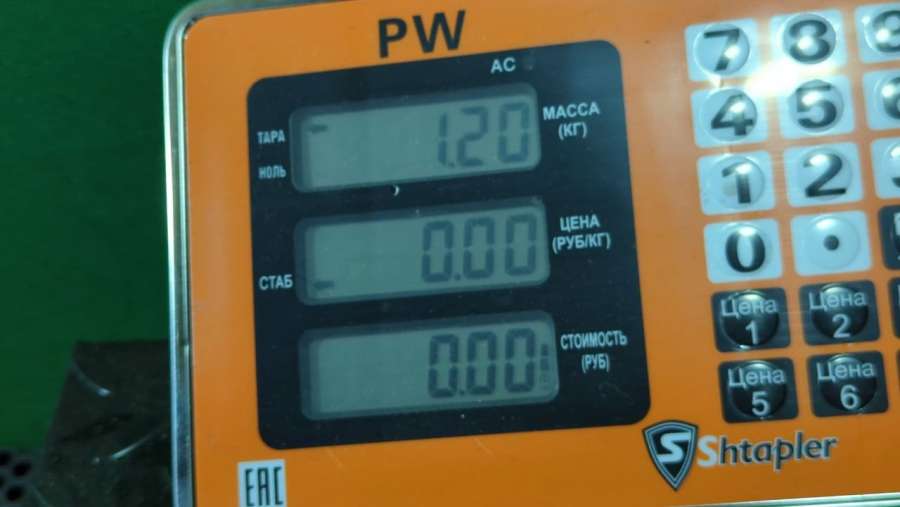 PW
AC
ТАРА
НОЛЬ
1.20
МАССА
(КГ)
СТАБ
0.00
ЦЕНА
(РУБ/КГ)
0.00
СТОИМОСТЬ
(РУБ)
7 8
4 5
1 2
0 .
Цена 1
Цена 2
Цена 5
Цена 6
Shtapler
EAC